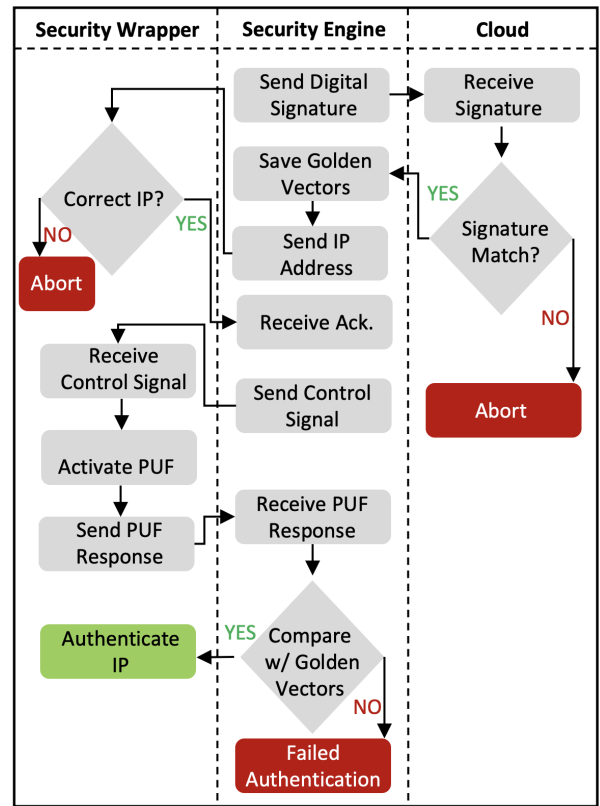 Security Wrapper
Security Engine
Cloud
Send Digital
Signature
Receive
Signature
Correct IP?
YES
NO
Abort
Save Golden
Vectors
YES
Signature
Match?
NO
Abort
Send IP
Address
Receive Ack.
Receive
Control Signal
Send Control
Signal
Activate PUF
Send PUF
Response
Receive PUF
Response
YES
Compare
w/ Golden
Vectors
NO
Authenticate
IP
Failed
Authentication